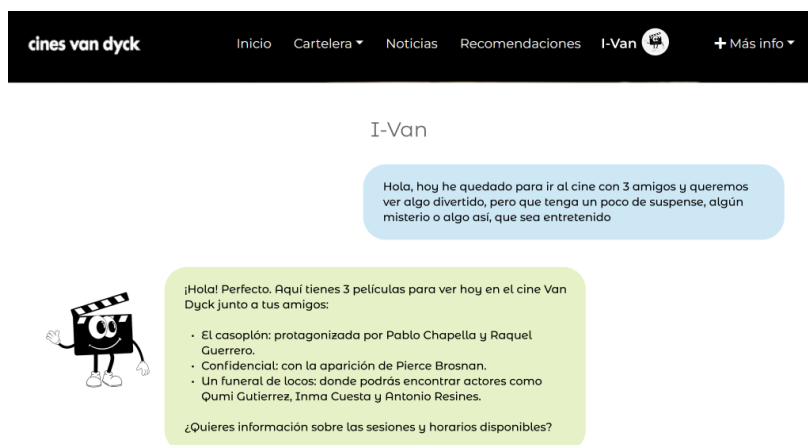 cines van dyck
Inicio Cartelera Noticias Recomendaciones I-Van + Más info
I-Van
Hola, hoy he quedado para ir al cine con 3 amigos y queremos
ver algo divertido, pero que tenga un poco de suspense, algún
misterio o algo así, que sea entretenido
¡Hola! Perfecto. Aquí tienes 3 películas para ver hoy en el cine Van
Dyck junto a tus amigos:
• El casoplón: protagonizada por Pablo Chapella y Raquel
Guerrero.
• Confidencial: con la aparición de Pierce Brosnan.
• Un funeral de locos: donde podrás encontrar actores como
Qumi Gutierrez, Inma Cuesta y Antonio Resines.
¿Quieres información sobre las sesiones y horarios disponibles?